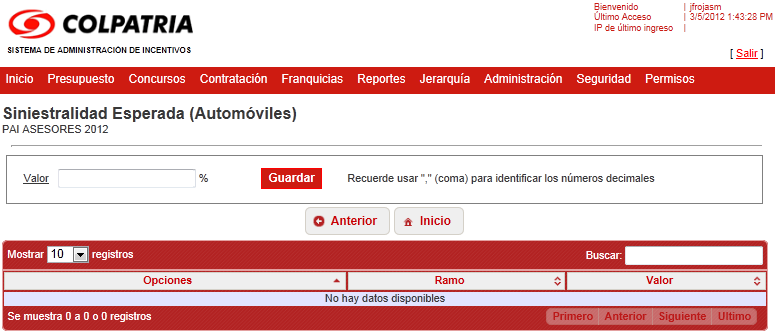 COLPATRIA
SISTEMA DE ADMINISTRACIÓN DE INCENTIVOS
Bienvenido | jfrojasm
Último Acceso | 3/5/2012 1:43:28 PM
IP de último ingreso |
[ Salir ]
Inicio Presupuesto Concursos Contratación Franquicias Reportes Jerarquía Administración Seguridad Permisos
Siniestralidad Esperada (Automóviles)
PAI ASESORES 2012
Valor % Guardar Recuerde usar "," (coma) para identificar los números decimales
Anterior Inicio
Mostrar 10 registros Buscar:
Opciones Ramo Valor
No hay datos disponibles
Se muestra 0 a 0 o 0 registros Primero Anterior Siguiente Ultimo